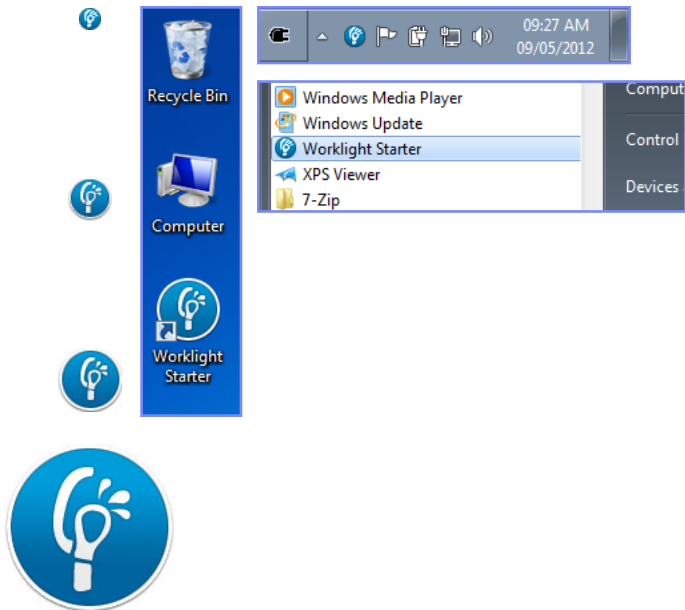 Recycle Bin
Computer
Worklight
Starter
09:27 AM
09/05/2012
Windows Media Player
Windows Update
Worklight Starter
XPS Viewer
7-Zip
Comput
Control
Devices